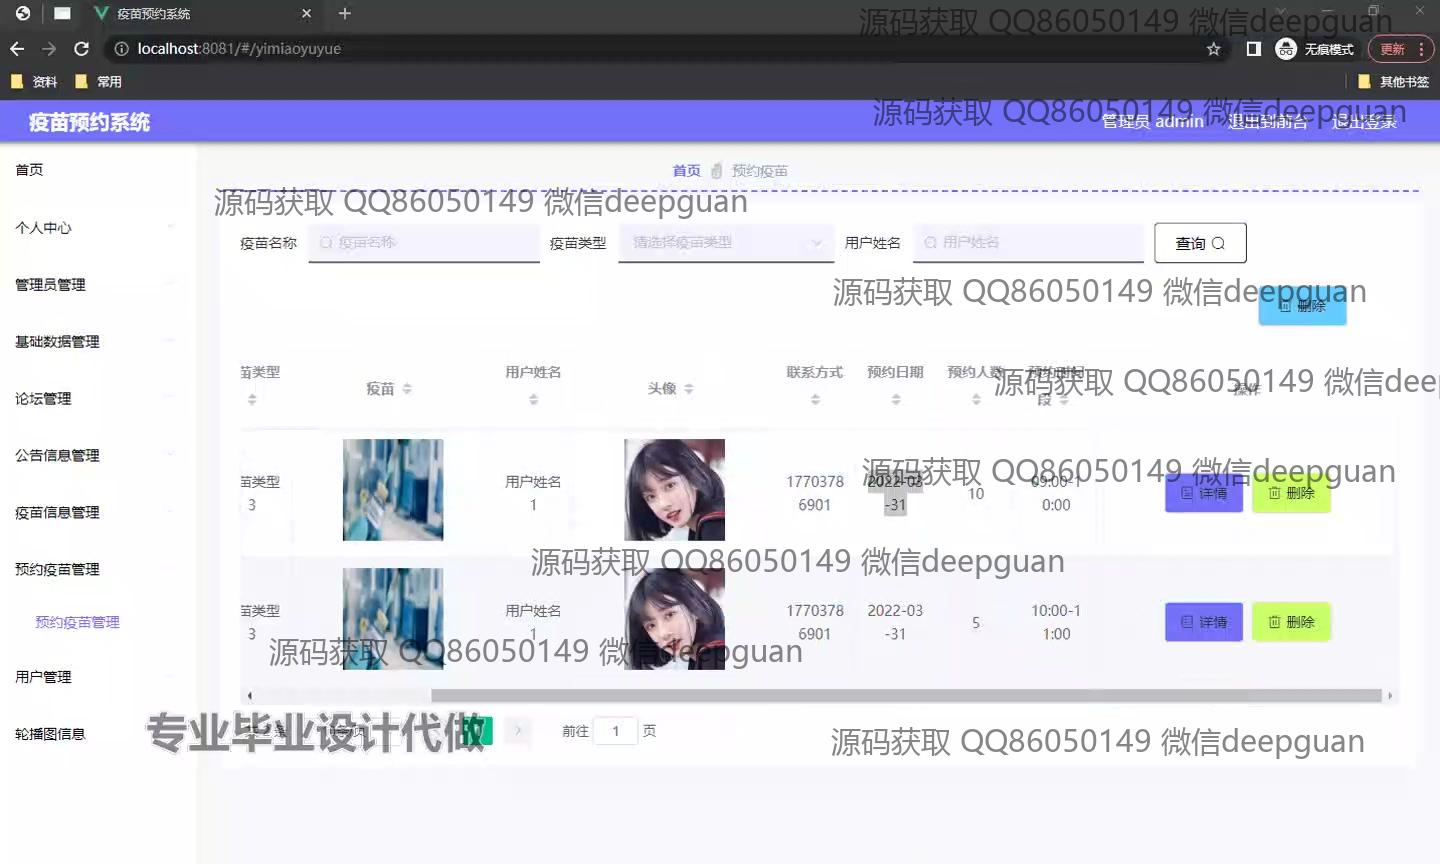 疫苗预约系统
源码获取 QQ86050149 微信deepguan
localhost:8081/#/yimiaoyuyue
无痕模式
更新
资料
常用
其他书签
疫苗预约系统
源码获取 QQ86050149 微信deepguan
管理员 admin
退出到前台
退出登录
首页
首页
预约疫苗
源码获取 QQ86050149 微信deepguan
个人中心
疫苗名称
疫苗名称
疫苗类型
请选择疫苗类型
用户姓名
用户姓名
查询
管理员管理
源码获取 QQ86050149 微信deepguan
删除
基础数据管理
苗类型
疫苗
用户姓名
头像
联系方式
预约日期
预约人数
预约时间
段
操作
源码获取 QQ86050149 微信dee
论坛管理
公告信息管理
源码获取 QQ86050149 微信deepguan
苗类型
3
用户姓名
1
1770378
6901
2022-03
-31
10
09:00-1
0:00
详情
删除
疫苗信息管理
源码获取 QQ86050149 微信deepguan
预约疫苗管理
苗类型
3
用户姓名
1
1770378
6901
2022-03
-31
5
10:00-1
1:00
详情
删除
预约疫苗管理
源码获取 QQ86050149 微信deepguan
用户管理
轮播图信息
专业毕业设计代做
前往
1
页
源码获取 QQ86050149 微信deepguan